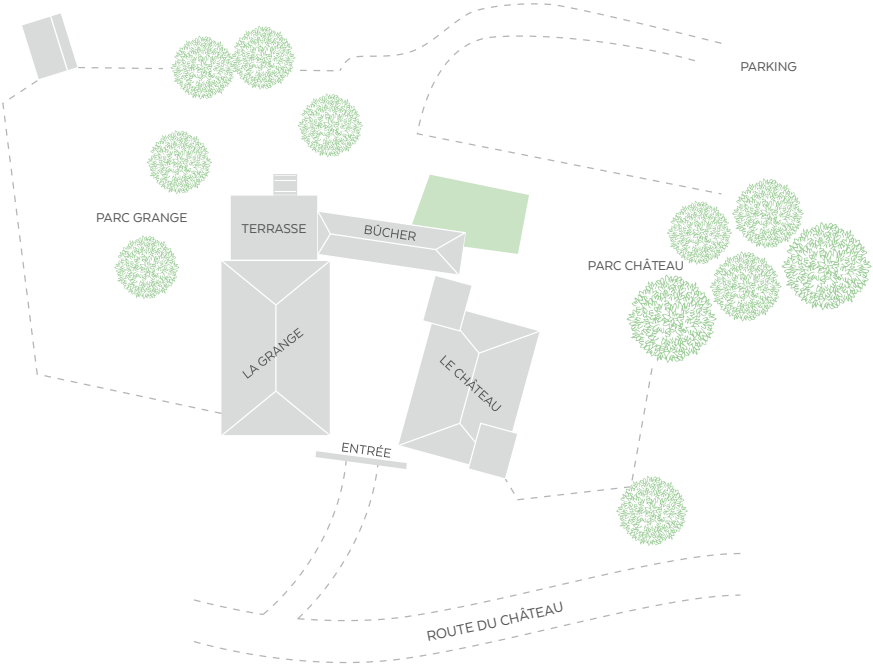 PARKING
PARC GRANGE
TERRASSE
BÛCHER
PARC CHÂTEAU
LA GRANGE
LE CHÂTEAU
ENTRÉE
ROUTE DU CHÂTEAU